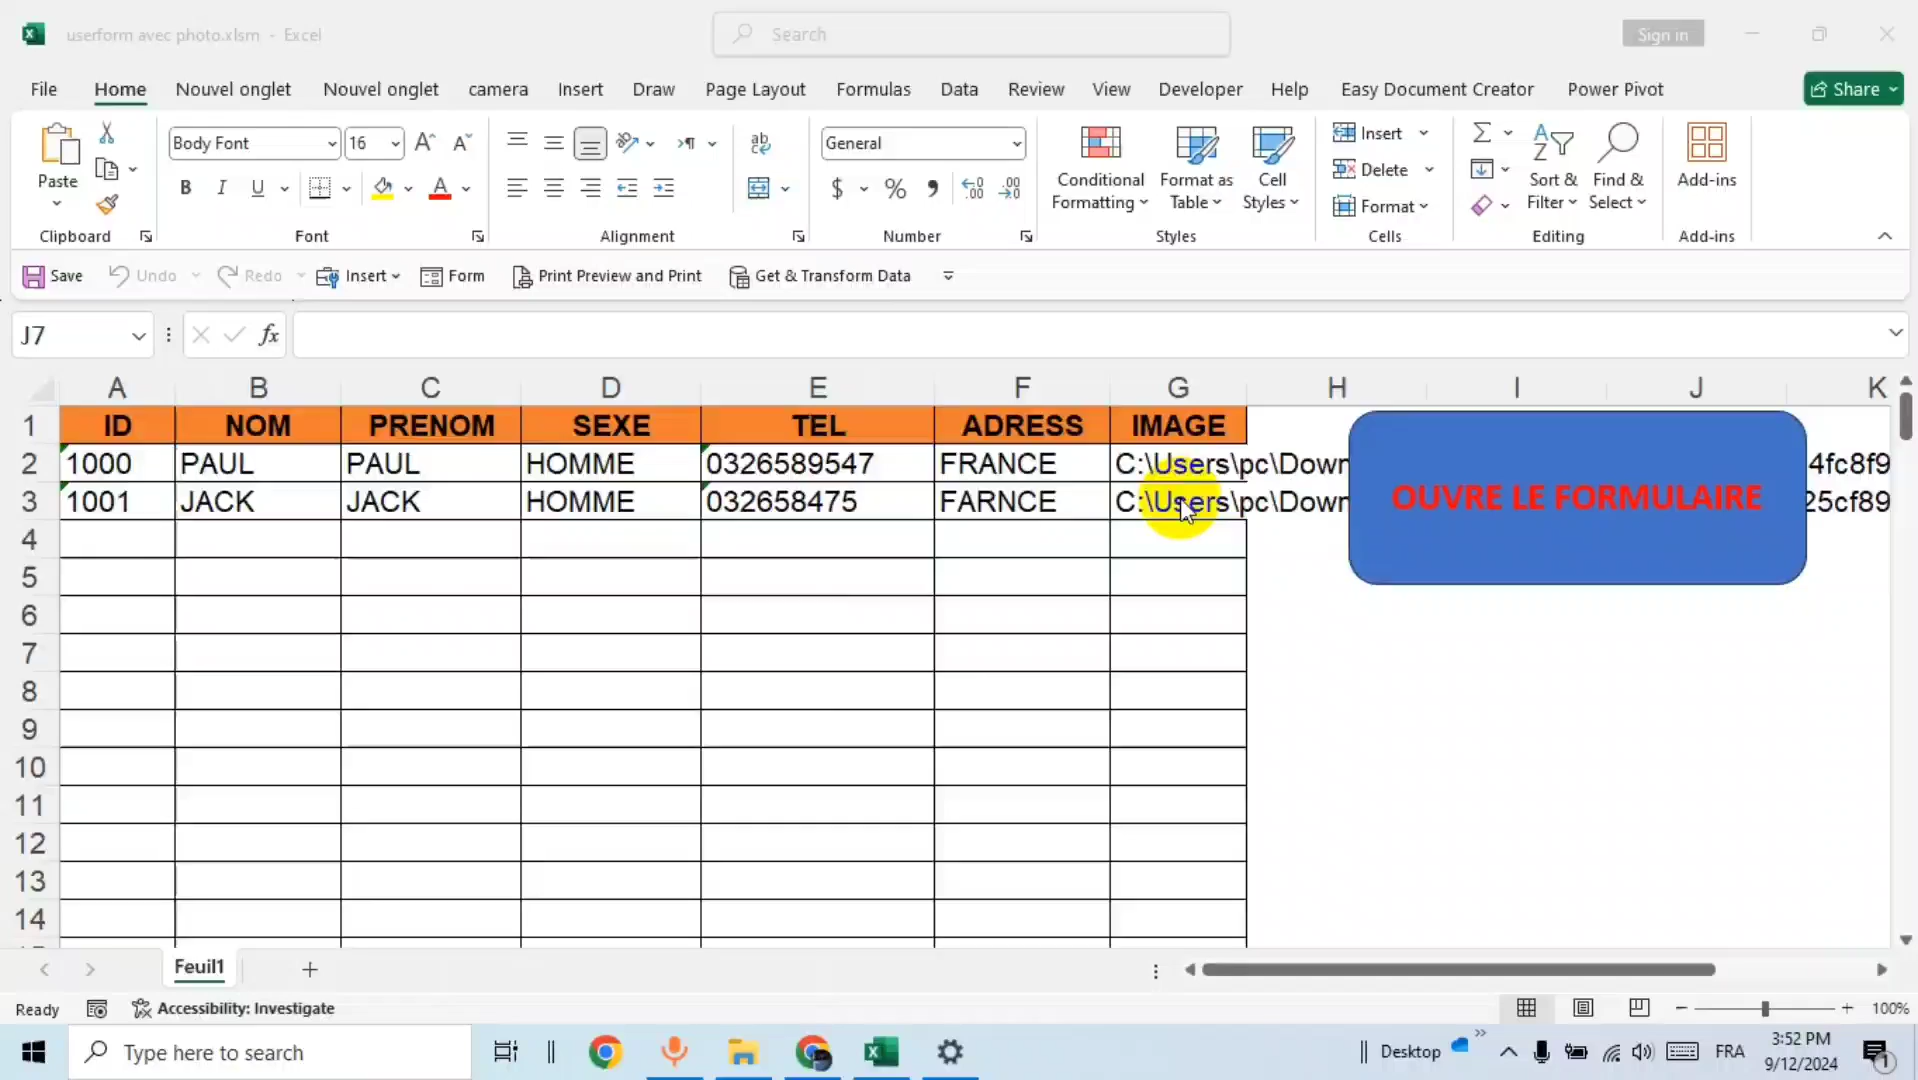 userform avec photo.xlsm - Excel
Search
Sign in
File Home Nouvel onglet Nouvel onglet camera Insert Draw Page Layout Formulas Data Review View Developer Help Easy Document Creator Power Pivot Share
Paste
Clipboard
Body Font 16
B I U A
Font
ab
Alignment
General
$ % 9
Number
Conditional Formatting
Format as Table
Cell Styles
Styles
Insert
Delete
Format
Cells
Sort & Filter
Find & Select
Editing
Add-ins
Add-ins
Save Undo Redo Insert Form Print Preview and Print Get & Transform Data
J7 fx
A B C D E F G H I J K
1 ID NOM PRENOM SEXE TEL ADRESS IMAGE
2 1000 PAUL PAUL HOMME 0326589547 FRANCE C:\Users\pc\Down 4fc8f9
3 1001 JACK JACK HOMME 032658475 FARNCE C:\Users\pc\Down 25cf89
OUVRE LE FORMULAIRE
4
5
6
7
8
9
10
11
12
13
14
Feuil1
Ready Accessibility: Investigate 100%
Type here to search
Desktop FRA 3:52 PM
9/12/2024
1